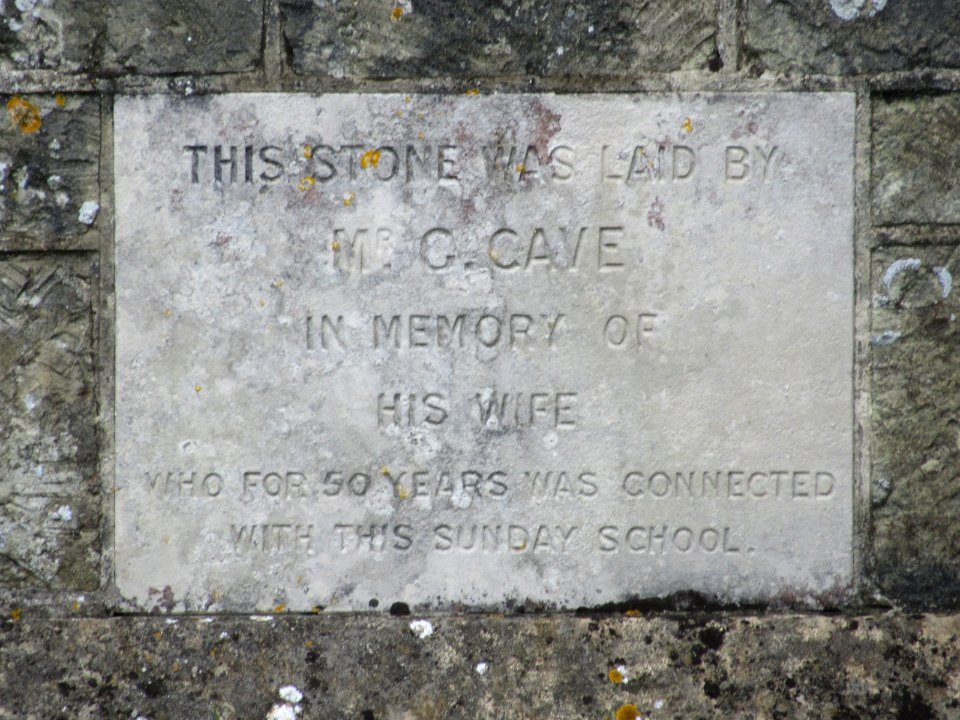 THIS STONE WAS LAID BY
MR. G. CAVE
IN MEMORY OF
HIS WIFE
WHO FOR 50 YEARS WAS CONNECTED
WITH THIS SUNDAY SCHOOL.